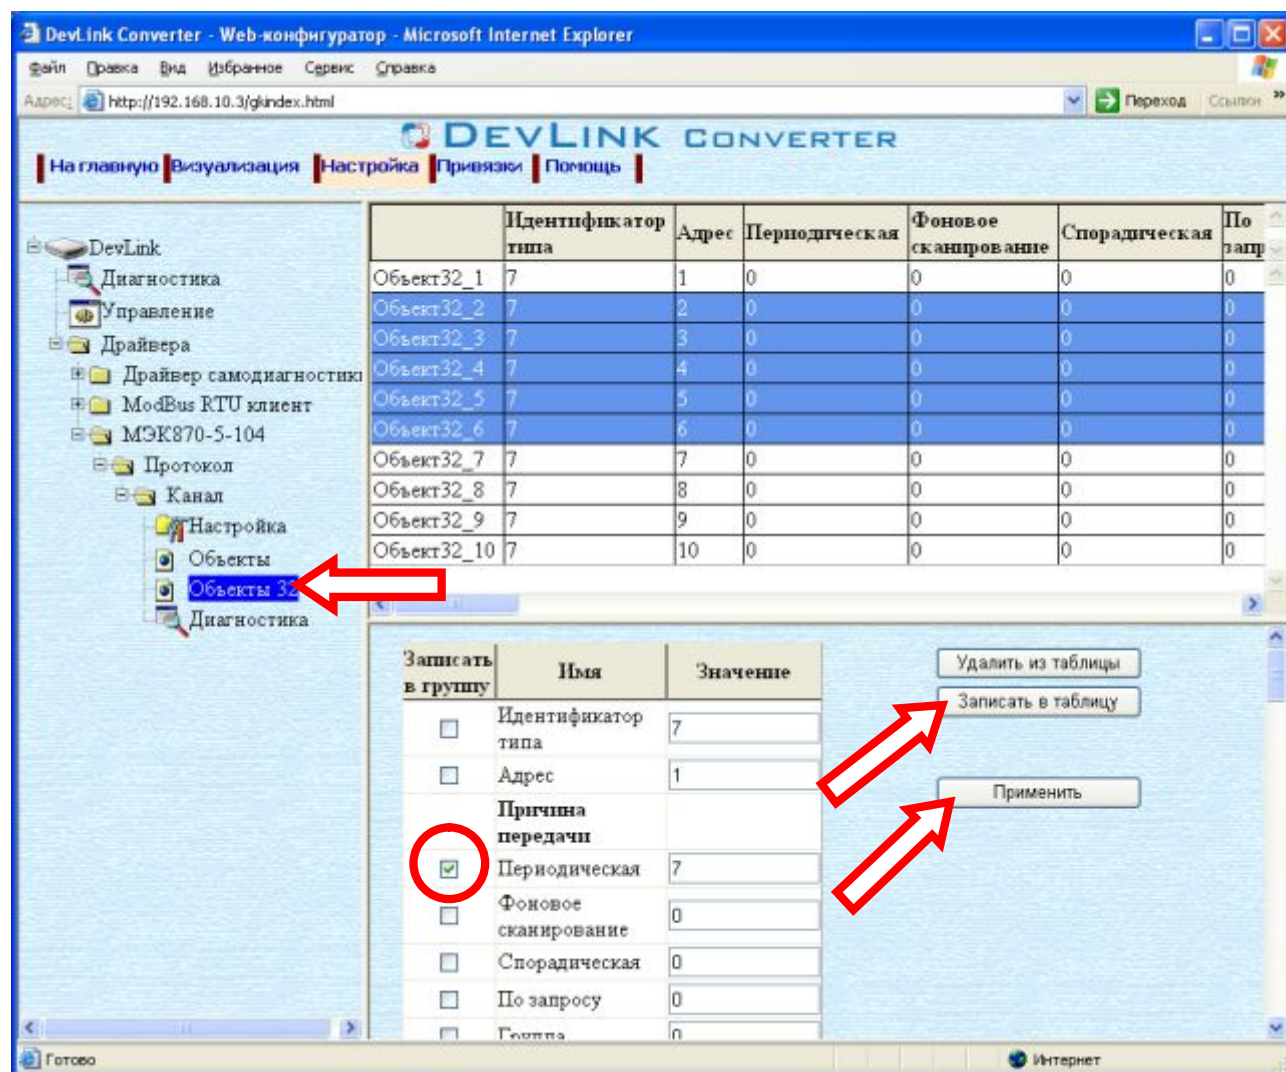 DevLink Converter - Web-конфигуратор - Microsoft Internet Explorer
Файл Правка Вид Избранное Сервис Справка
Адрес: http://192.168.10.3/gkindex.html Переход Ссылки »
DEVLINK CONVERTER
На главную Визуализация Настройка Привязки Помощь
DevLink
Диагностика
Управление
Драйвера
Драйвер самодиагностики
ModBus RTU клиент
МЭК870-5-104
Протокол
Канал
Настройка
Объекты
Объекты 32
Диагностика
Идентификатор типа Адрес Периодическая Фоновое сканирование Спорадическая По запр
Объект32_1 7 1 0 0 0 0
Объект32_2 7 2 0 0 0 0
Объект32_3 7 3 0 0 0 0
Объект32_4 7 4 0 0 0 0
Объект32_5 7 5 0 0 0 0
Объект32_6 7 6 0 0 0 0
Объект32_7 7 7 0 0 0 0
Объект32_8 7 8 0 0 0 0
Объект32_9 7 9 0 0 0 0
Объект32_10 7 10 0 0 0 0
Записать в группу Имя Значение
Идентификатор типа 7
Адрес 1
Причина передачи
Периодическая 7
Фоновое сканирование 0
Спорадическая 0
По запросу 0
Группа 0
Удалить из таблицы
Записать в таблицу
Применить
Готово Интернет